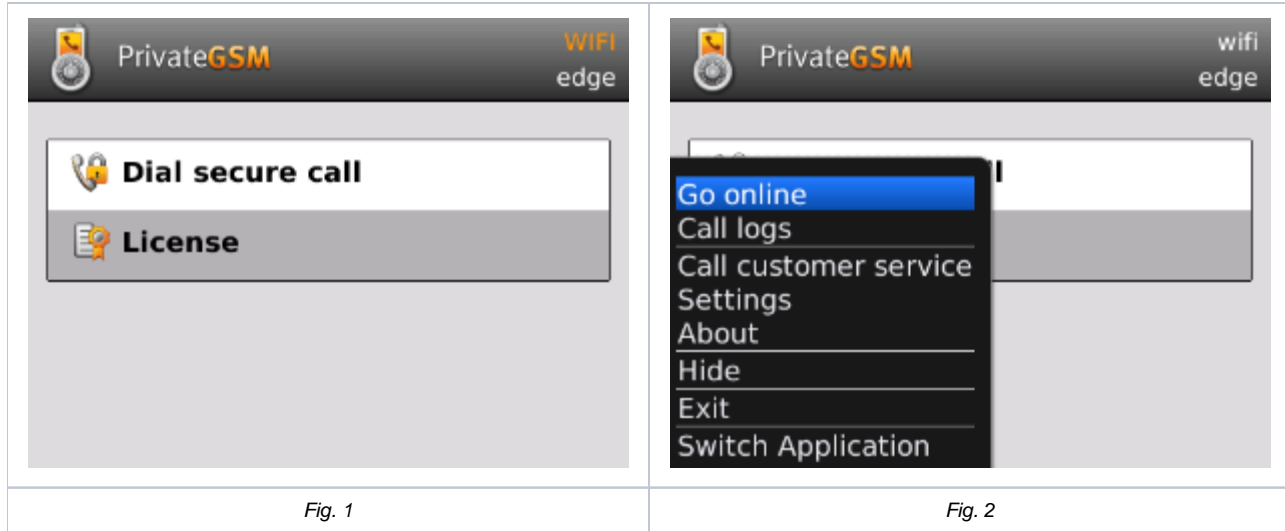 PrivateGSM
WIFI
edge
Dial secure call
License
Fig. 1
PrivateGSM
wifi
edge
l
Go online
Call logs
Call customer service
Settings
About
Hide
Exit
Switch Application
Fig. 2